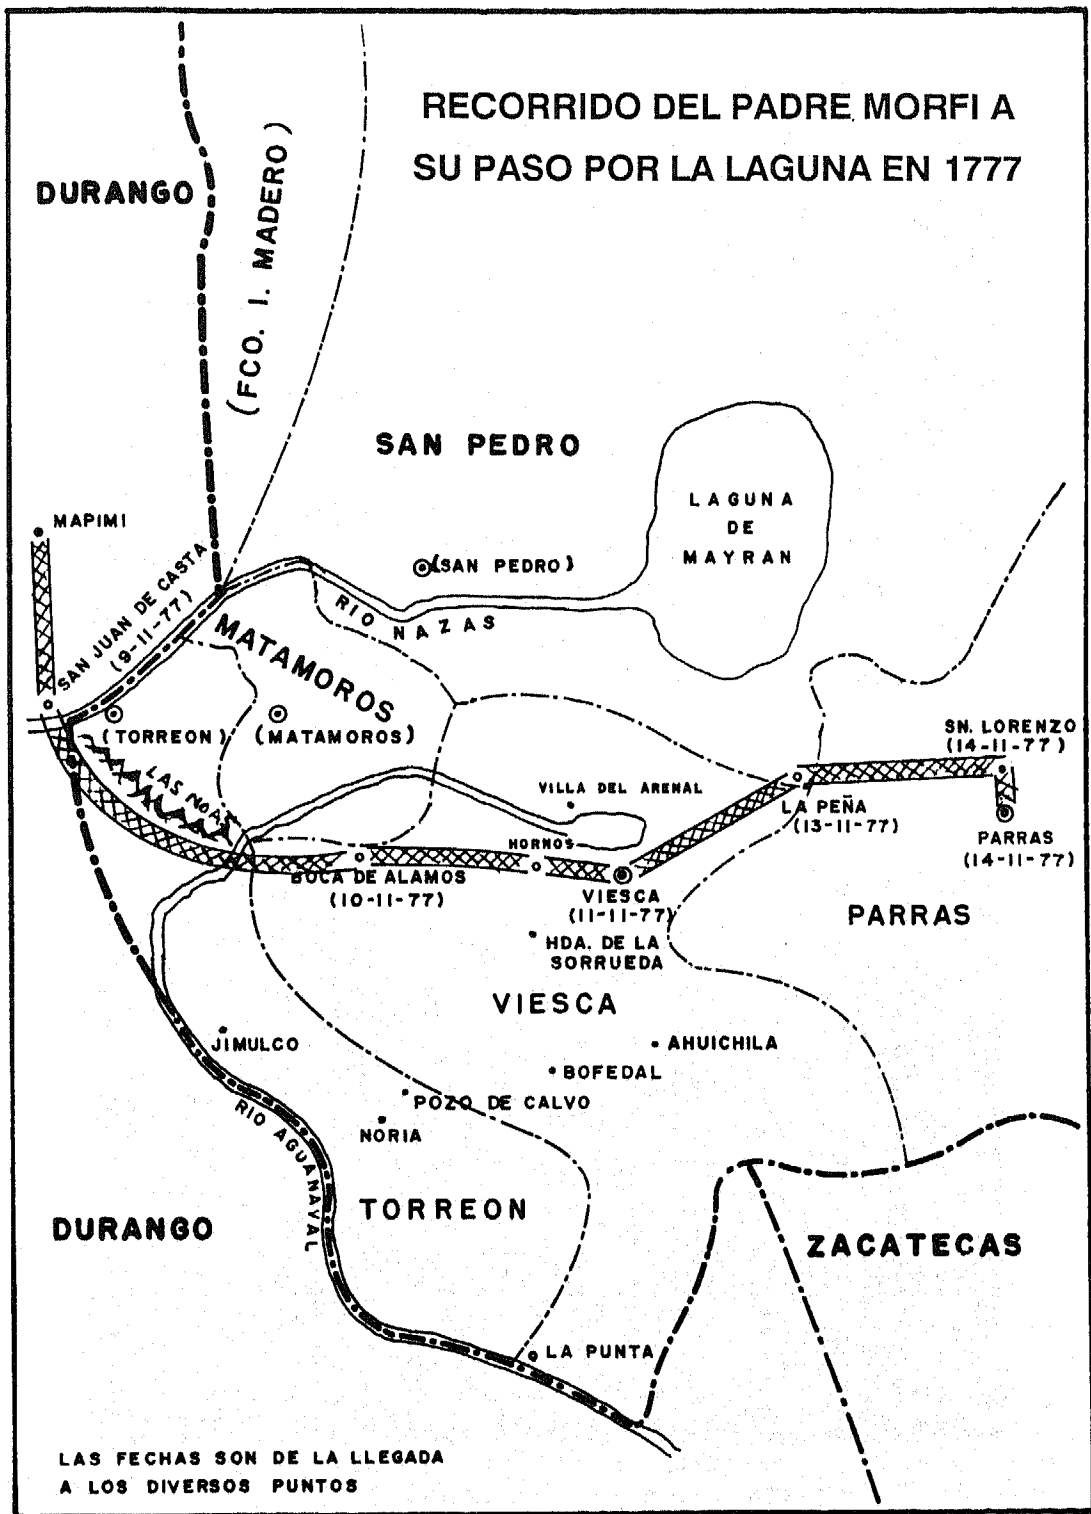 RECORRIDO DEL PADRE MORFI A
SU PASO POR LA LAGUNA EN 1777
DURANGO
(FCO. I. MADERO)
SAN PEDRO
LAGUNA
DE
MAYRAN
MAPIMI
(SAN PEDRO)
SAN JUAN DE CASTA
(9-11-77)
RIO NAZAS
MATAMOROS
(TORREON)
(MATAMOROS)
LAS NOAS
SN. LORENZO
(14-11-77)
VILLA DEL ARENAL
LA PEÑA
(13-11-77)
HORNOS
PARRAS
(14-11-77)
BOCA DE ALAMOS
(10-11-77)
VIESCA
(11-11-77)
PARRAS
HDA. DE LA
SORRUEDA
VIESCA
JIMULCO
AHUICHILA
BOFEDAL
POZO DE CALVO
NORIA
RIO AGUANAVAL
TORREON
DURANGO
ZACATECAS
LA PUNTA
LAS FECHAS SON DE LA LLEGADA
A LOS DIVERSOS PUNTOS